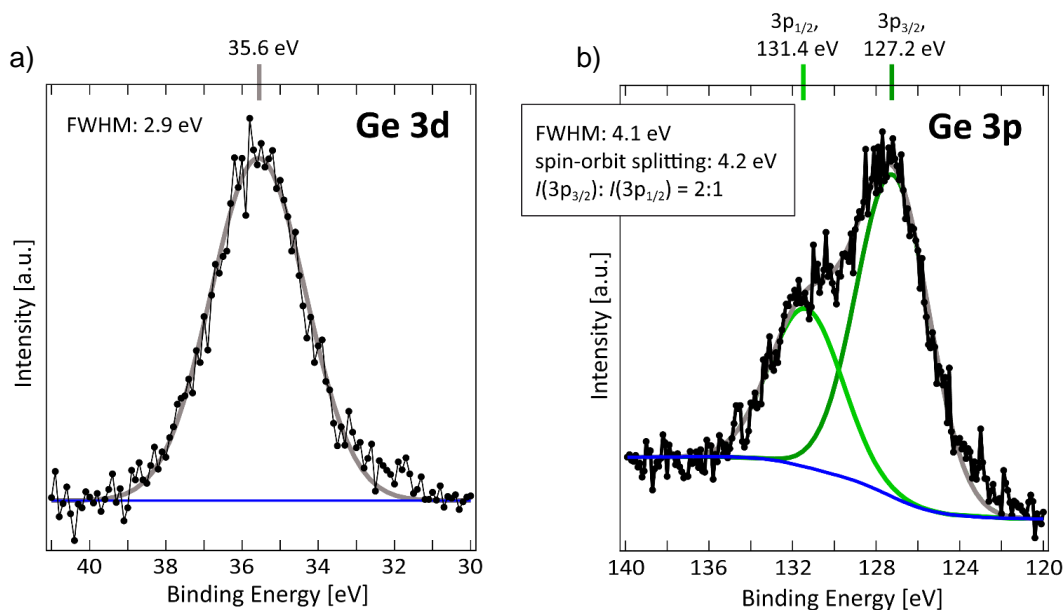 a)
35.6 eV
FWHM: 2.9 eV
Ge 3d
Intensity [a.u.]
40 38 36 34 32 30
Binding Energy [eV]
b)
3p1/2,
131.4 eV
3p3/2,
127.2 eV
Ge 3p
FWHM: 4.1 eV
spin-orbit splitting: 4.2 eV
I(3p3/2): I(3p1/2) = 2:1
Intensity [a.u.]
140 136 132 128 124 120
Binding Energy [eV]